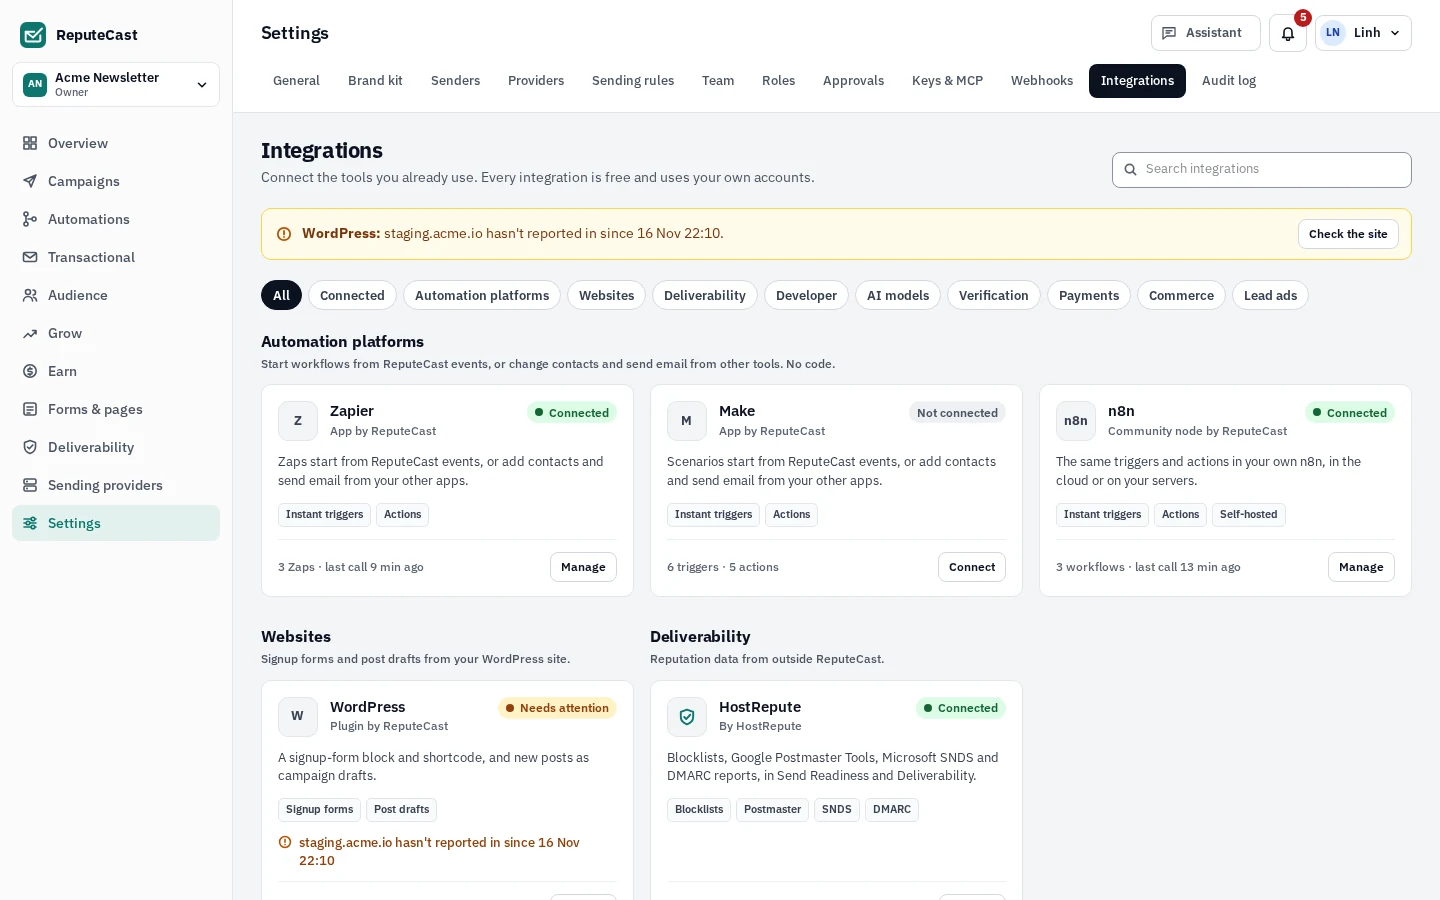 ReputeCast
AN
Acme Newsletter
Owner
Overview
Campaigns
Automations
Transactional
Audience
Grow
Earn
Forms & pages
Deliverability
Sending providers
Settings
Settings
Assistant
5
LN
Linh
General
Brand kit
Senders
Providers
Sending rules
Team
Roles
Approvals
Keys & MCP
Webhooks
Integrations
Audit log
Integrations
Connect the tools you already use. Every integration is free and uses your own accounts.
Search integrations
WordPress: staging.acme.io hasn't reported in since 16 Nov 22:10.
Check the site
All
Connected
Automation platforms
Websites
Deliverability
Developer
AI models
Verification
Payments
Commerce
Lead ads
Automation platforms
Start workflows from ReputeCast events, or change contacts and send email from other tools. No code.
Z
Zapier
App by ReputeCast
Connected
Zaps start from ReputeCast events, or add contacts and
send email from your other apps.
Instant triggers
Actions
3 Zaps · last call 9 min ago
Manage
M
Make
App by ReputeCast
Not connected
Scenarios start from ReputeCast events, or add contacts
and send email from your other apps.
Instant triggers
Actions
6 triggers · 5 actions
Connect
n8n
n8n
Community node by ReputeCast
Connected
The same triggers and actions in your own n8n, in the
cloud or on your servers.
Instant triggers
Actions
Self-hosted
3 workflows · last call 13 min ago
Manage
Websites
Signup forms and post drafts from your WordPress site.
W
WordPress
Plugin by ReputeCast
Needs attention
A signup-form block and shortcode, and new posts as
campaign drafts.
Signup forms
Post drafts
staging.acme.io hasn't reported in since 16 Nov
22:10
Deliverability
Reputation data from outside ReputeCast.
HostRepute
By HostRepute
Connected
Blocklists, Google Postmaster Tools, Microsoft SNDS and
DMARC reports, in Send Readiness and Deliverability.
Blocklists
Postmaster
SNDS
DMARC